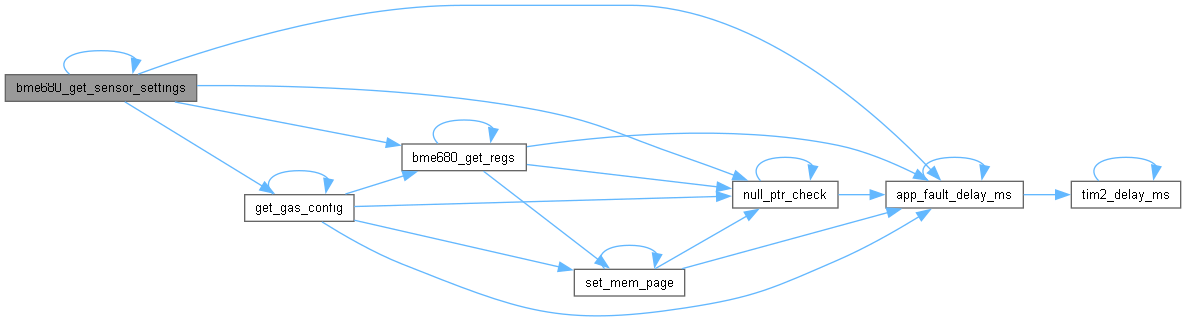 bme680_get_sensor_settings
bme680_get_regs
null_ptr_check
app_fault_delay_ms
tim2_delay_ms
get_gas_config
set_mem_page